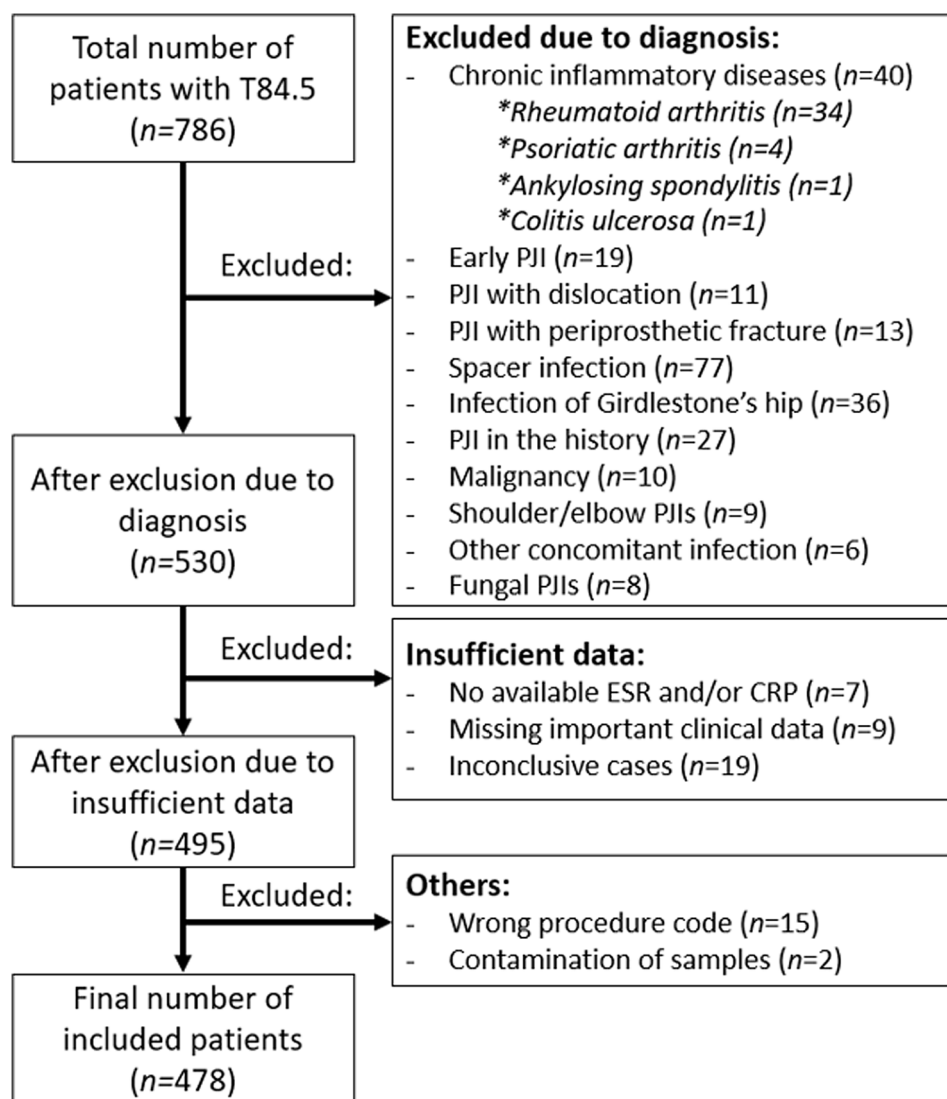 Total number of
patients with T84.5
(n=786)
Excluded:
Excluded due to diagnosis:
- Chronic inflammatory diseases (n=40)
*Rheumatoid arthritis (n=34)
*Psoriatic arthritis (n=4)
*Ankylosing spondylitis (n=1)
*Colitis ulcerosa (n=1)
- Early PJI (n=19)
- PJI with dislocation (n=11)
- PJI with periprosthetic fracture (n=13)
- Spacer infection (n=77)
- Infection of Girdlestone’s hip (n=36)
- PJI in the history (n=27)
- Malignancy (n=10)
- Shoulder/elbow PJIs (n=9)
- Other concomitant infection (n=6)
- Fungal PJIs (n=8)
After exclusion due to
diagnosis
(n=530)
Excluded:
Insufficient data:
- No available ESR and/or CRP (n=7)
- Missing important clinical data (n=9)
- Inconclusive cases (n=19)
After exclusion due to
insufficient data
(n=495)
Excluded:
Others:
- Wrong procedure code (n=15)
- Contamination of samples (n=2)
Final number of
included patients
(n=478)